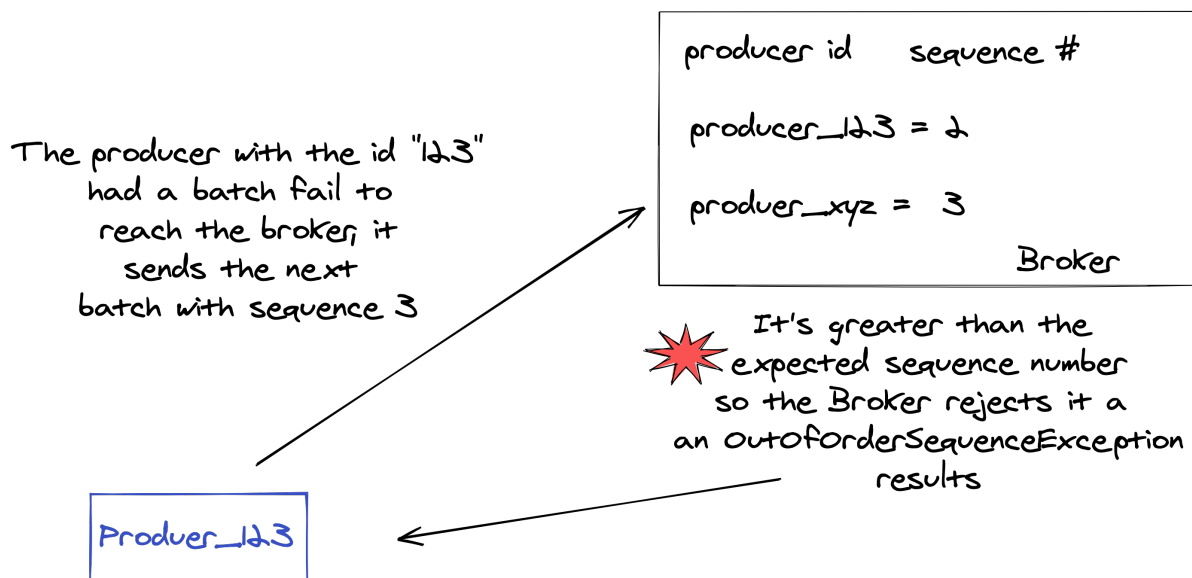 The producer with the id "123"
had a batch fail to
reach the broker, it
sends the next
batch with sequence 3
producer id sequence #
producer_123 = 2
produer_xyz = 3
Broker
It's greater than the
expected sequence number
so the Broker rejects it a
an OutOfOrderSequenceException
results
Produer_123